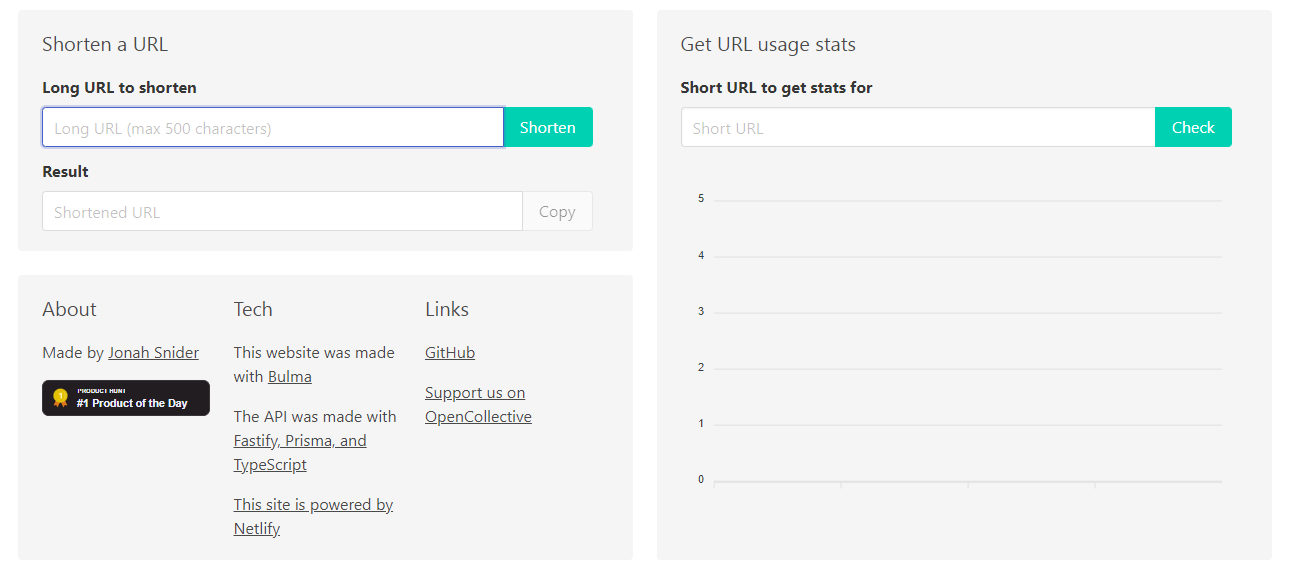 Shorten a URL
Long URL to shorten
Long URL (max 500 characters)
Shorten
Result
Shortened URL
Copy
About
Made by Jonah Snider
PRODUCT HUNT
#1 Product of the Day
1
Tech
This website was made
with Bulma
The API was made with
Fastify, Prisma, and
TypeScript
This site is powered by
Netlify
Links
GitHub
Support us on
OpenCollective
Get URL usage stats
Short URL to get stats for
Short URL
Check
5
4
3
2
1
0